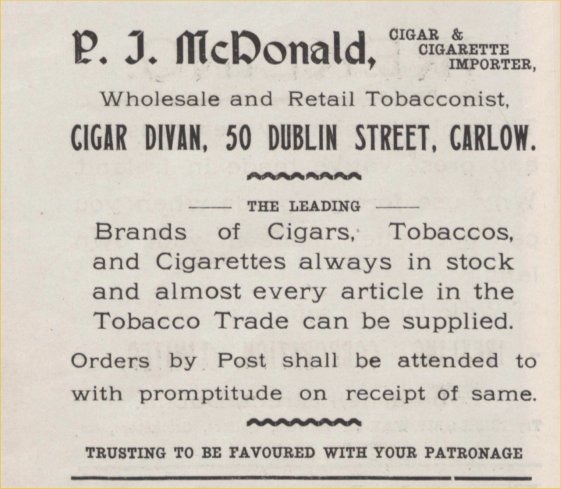 P. J. McDonald, CIGAR &
CIGARETTE
IMPORTER,
Wholesale and Retail Tobacconist,
CIGAR DIVAN, 50 DUBLIN STREET, CARLOW.
THE LEADING
Brands of Cigars, Tobaccos,
and Cigarettes always in stock
and almost every article in the
Tobacco Trade can be supplied.
Orders by Post shall be attended to
with promptitude on receipt of same.
TRUSTING TO BE FAVOURED WITH YOUR PATRONAGE